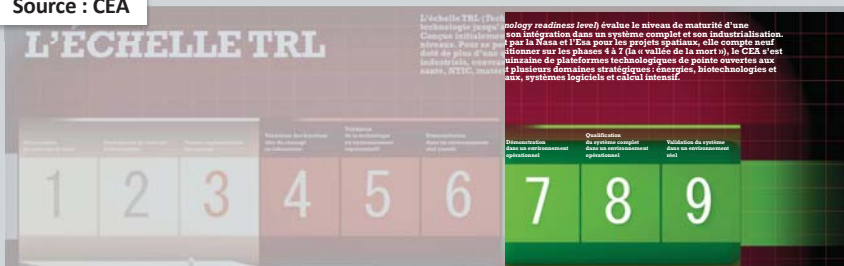 Source : CEA
L'ÉCHELLE TRL
L'échelle TRL (Technology readiness level) évalue le niveau de maturité d'une
technologie jusqu'à son intégration dans un système complet et son industrialisation.
Conçue initialement par la Nasa et l'Esa pour les projets spatiaux, elle compte neuf
niveaux. Pour se positionner sur les phases 4 à 7 (la « vallée de la mort »), le CEA s'est
doté de plus d'une quinzaine de plateformes technologiques de pointe ouvertes aux
industriels, couvrant plusieurs domaines stratégiques : énergies, biotechnologies et
santé, NTIC, matériaux, systèmes logiciels et calcul intensif.
Démonstration
dans un environnement
opérationnel
Qualification
du système complet
dans un environnement
opérationnel
Validation du système
dans un environnement
réel
1 2 3 4 5 6 7 8 9